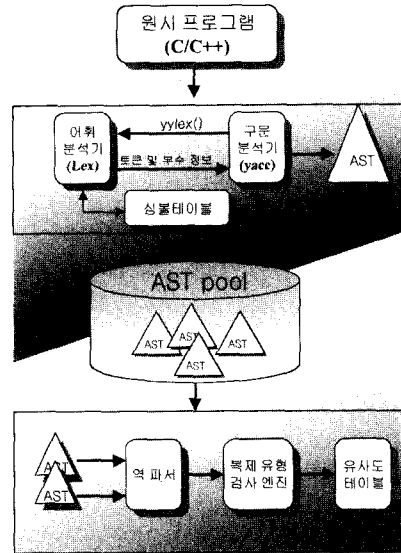 원시 프로그램
(C/C++)
어휘
분석기
(Lex)
yylex()
토큰 및 부수 정보
구문
분석기
(yacc)
AST
심볼테이블
AST pool
AST
AST
AST
AST
AST
AST
역 파서
복제 유형
검사 엔진
유사도
테이블